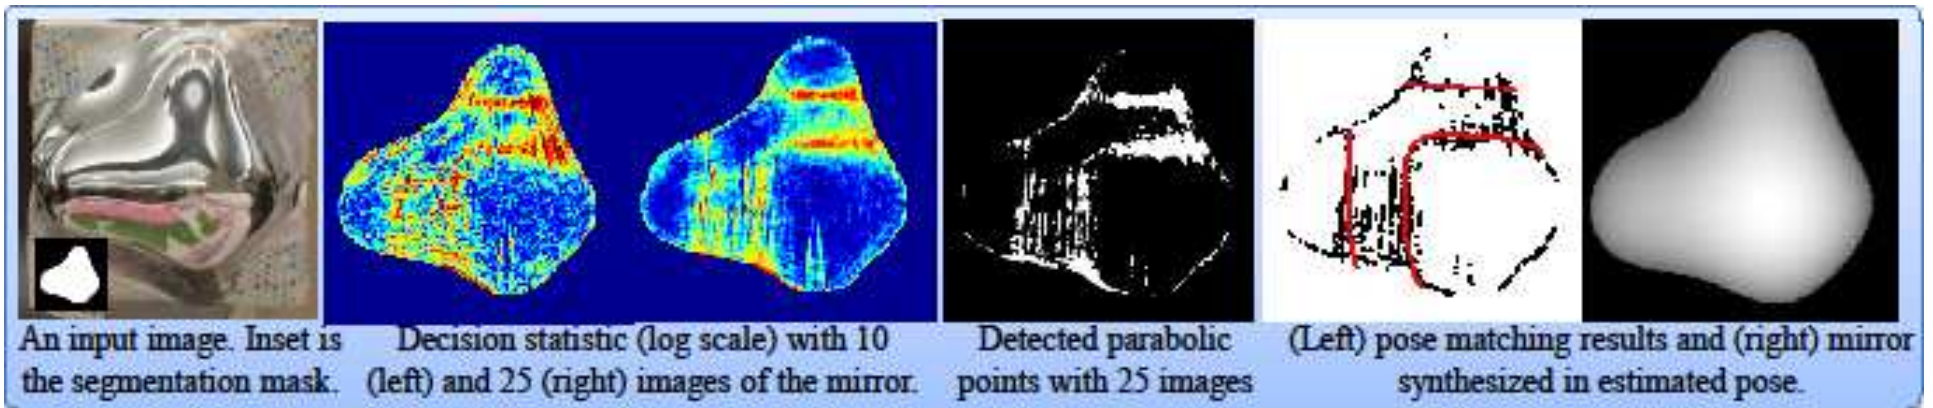 An input image. Inset is
the segmentation mask.
Decision statistic (log scale) with 10
(left) and 25 (right) images of the mirror.
Detected parabolic
points with 25 images
(Left) pose matching results and (right) mirror
synthesized in estimated pose.